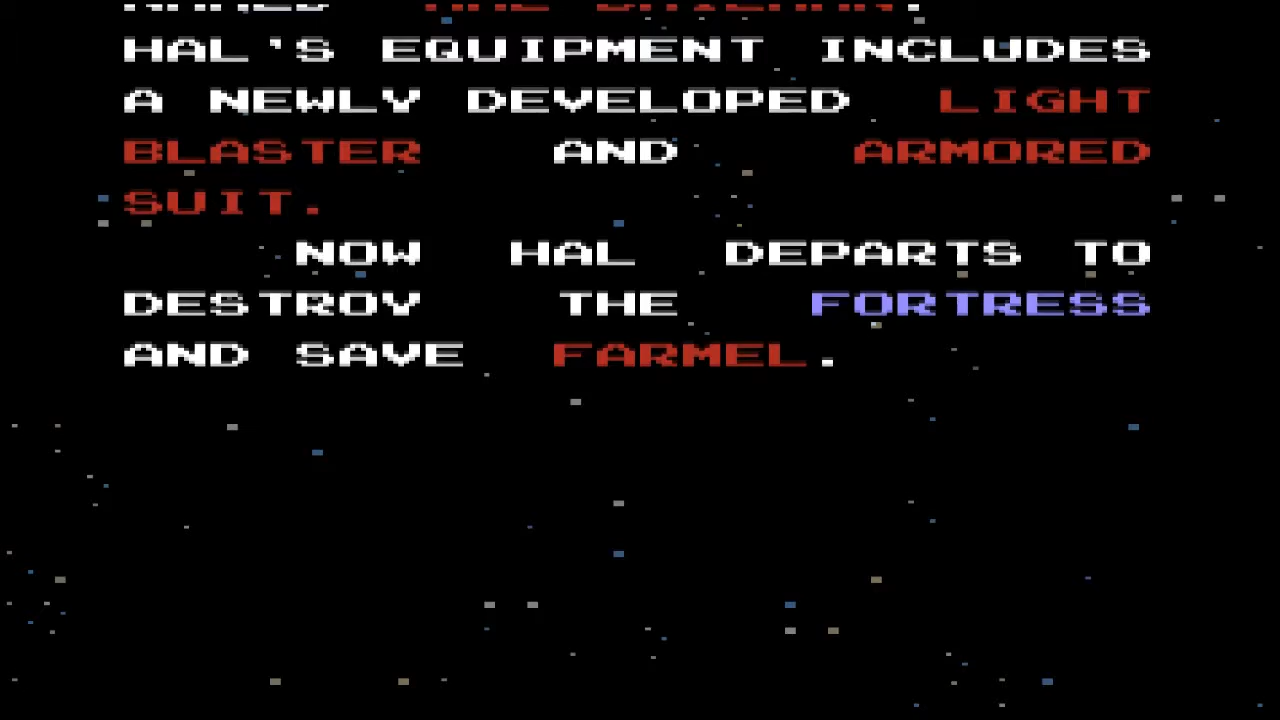 HAL'S EQUIPMENT INCLUDES
A NEWLY DEVELOPED LIGHT
BLASTER AND ARMORED
SUIT.
NOW HAL DEPARTS TO
DESTROY THE FORTRESS
AND SAVE FARMEL.